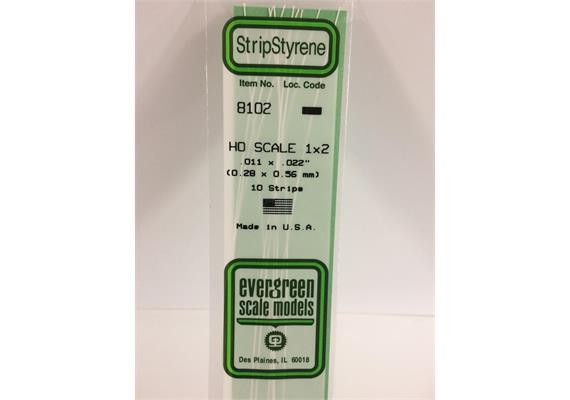 StripStyrene
Item No. Loc. Code
8102
HO SCALE 1x2
.011 x .022"
(0.28 x 0.56 mm)
10 Strips
Made in U.S.A.
evergreen
scale models
Des Plaines, IL 60018